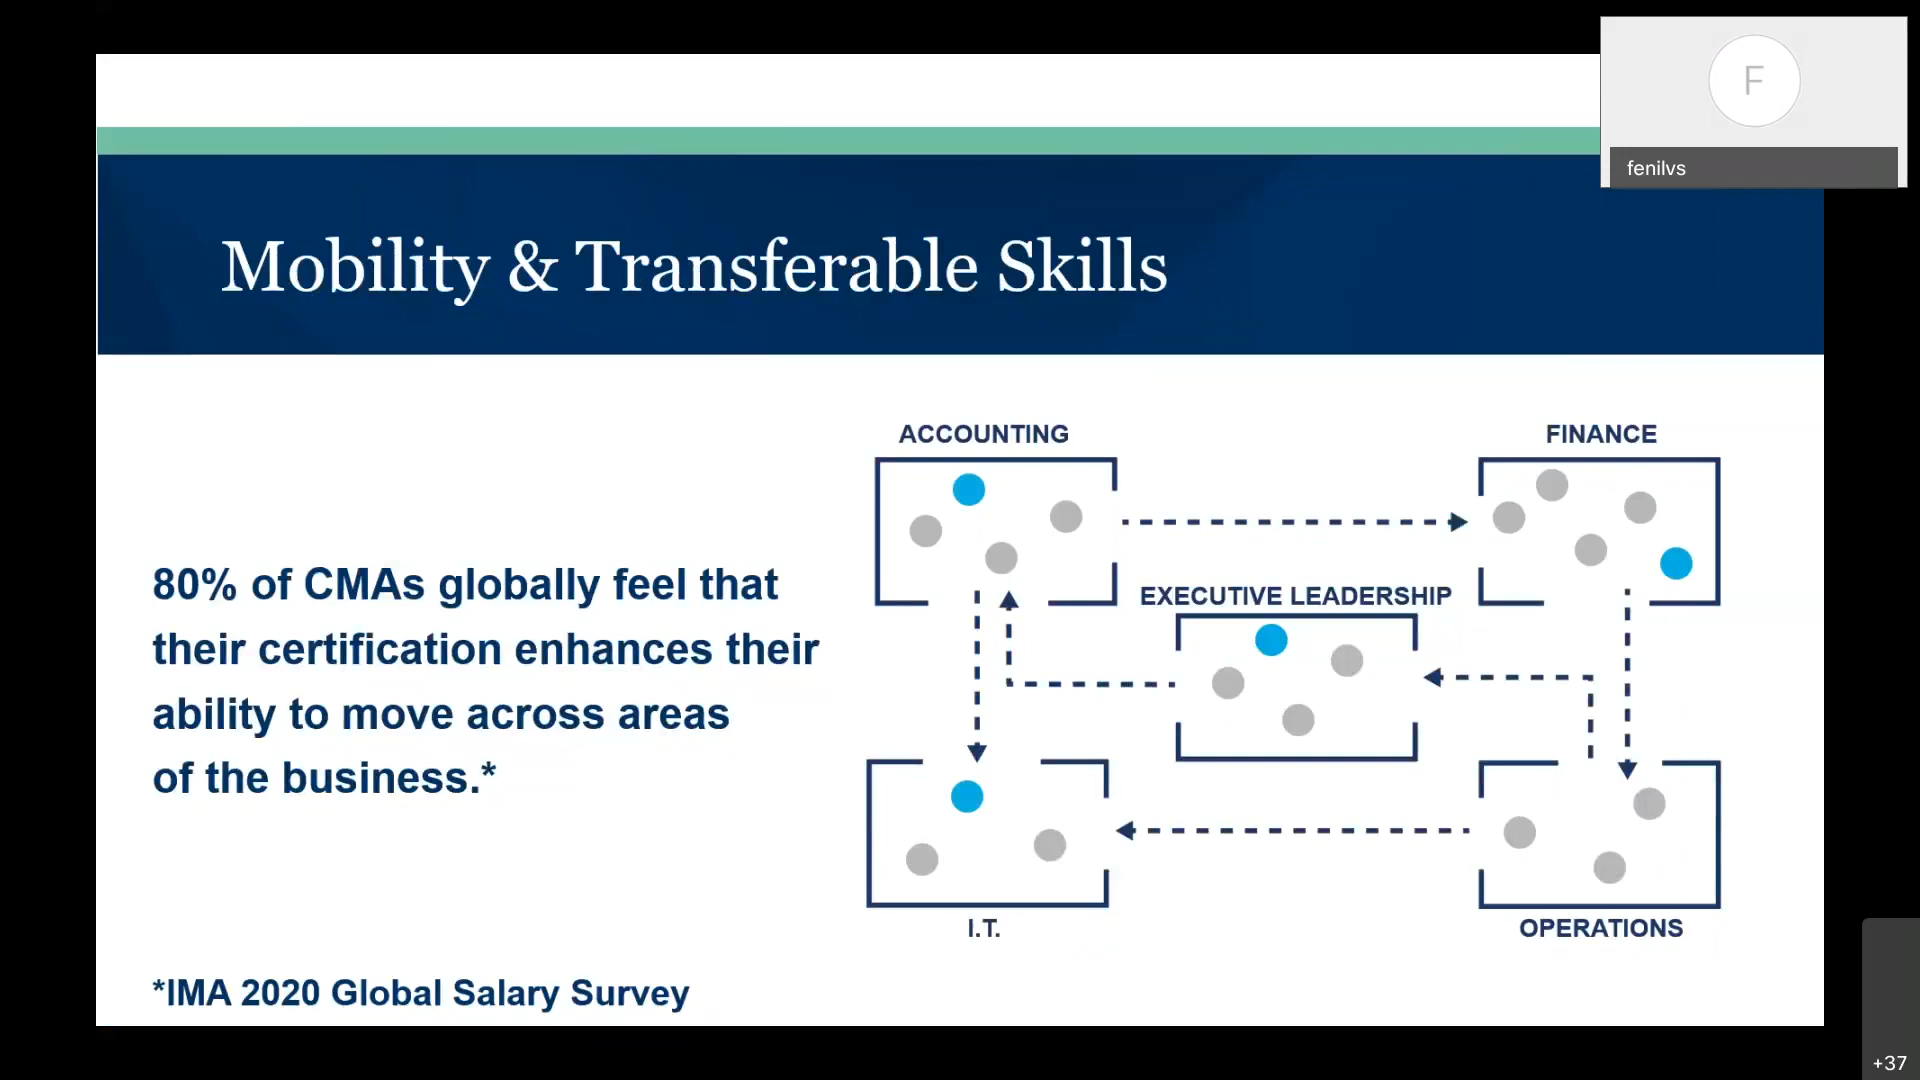 F
fenilvs
Mobility & Transferable Skills
80% of CMAs globally feel that
their certification enhances their
ability to move across areas
of the business.*
ACCOUNTING
FINANCE
EXECUTIVE LEADERSHIP
I.T.
OPERATIONS
*IMA 2020 Global Salary Survey
+37